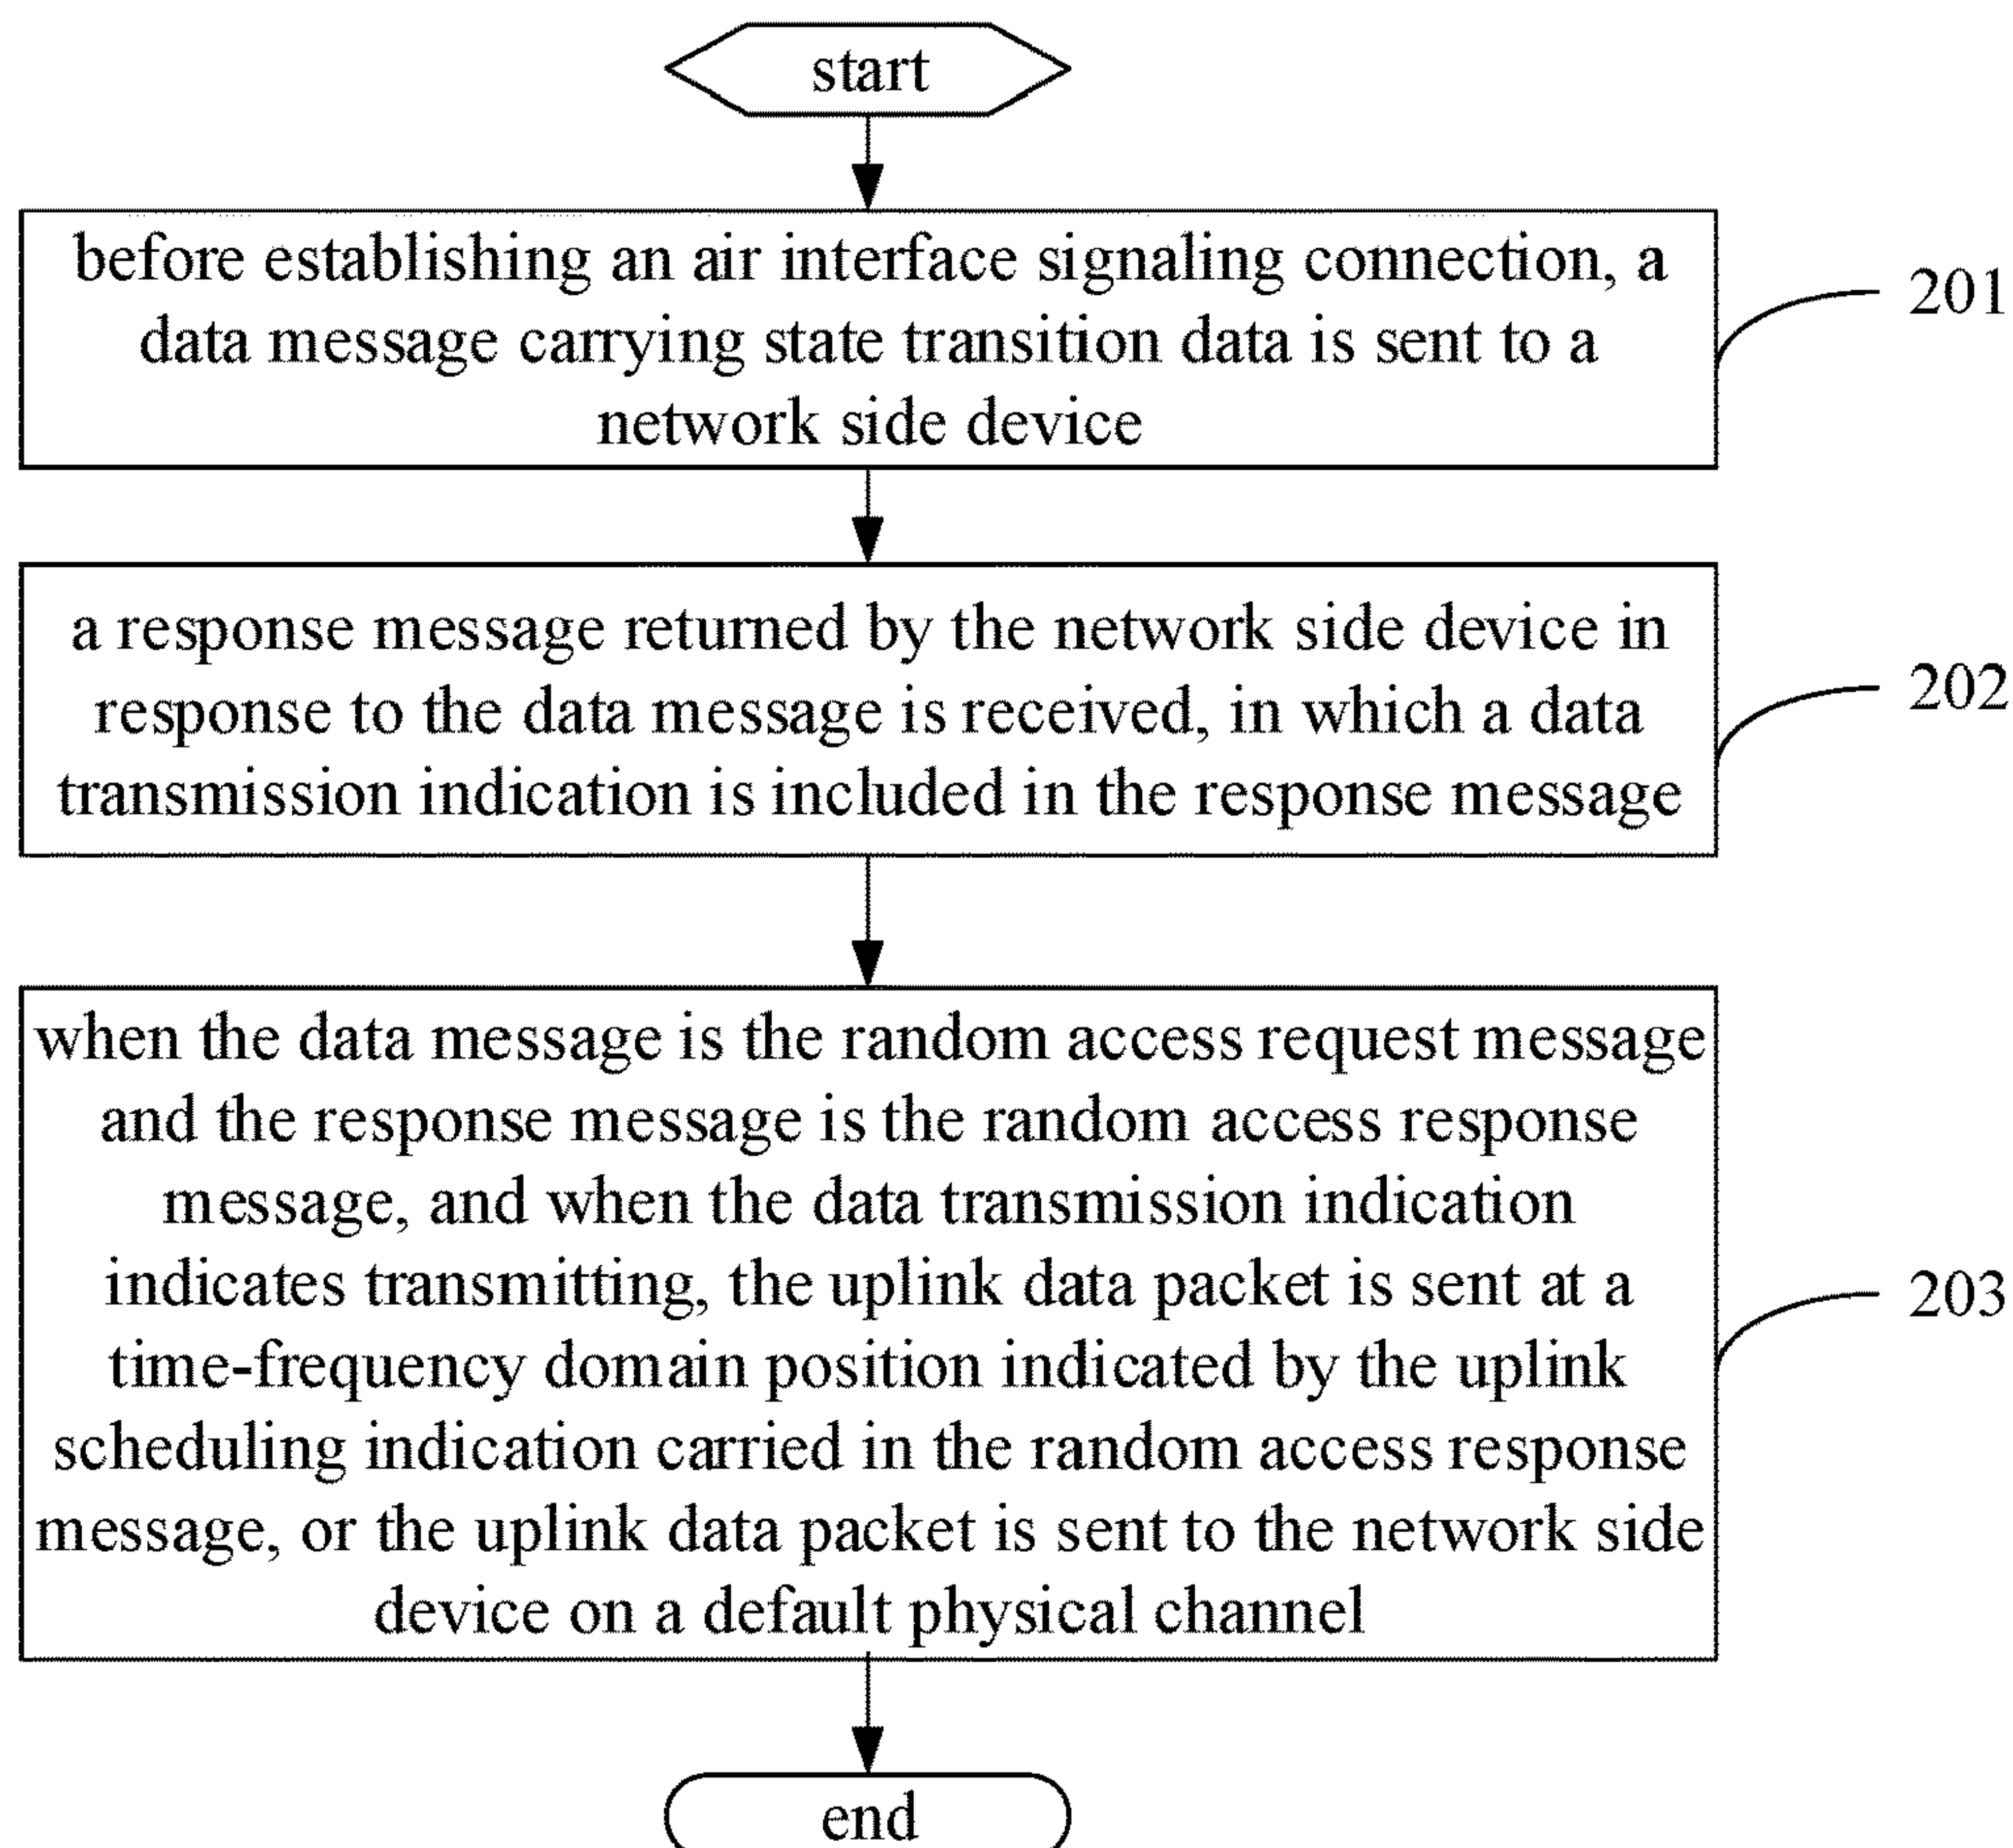 start
before establishing an air interface signaling connection, a
data message carrying state transition data is sent to a
network side device
201
a response message returned by the network side device in
response to the data message is received, in which a data
transmission indication is included in the response message
202
when the data message is the random access request message
and the response message is the random access response
message, and when the data transmission indication
indicates transmitting, the uplink data packet is sent at a
time-frequency domain position indicated by the uplink
scheduling indication carried in the random access response
message, or the uplink data packet is sent to the network side
device on a default physical channel
203
end